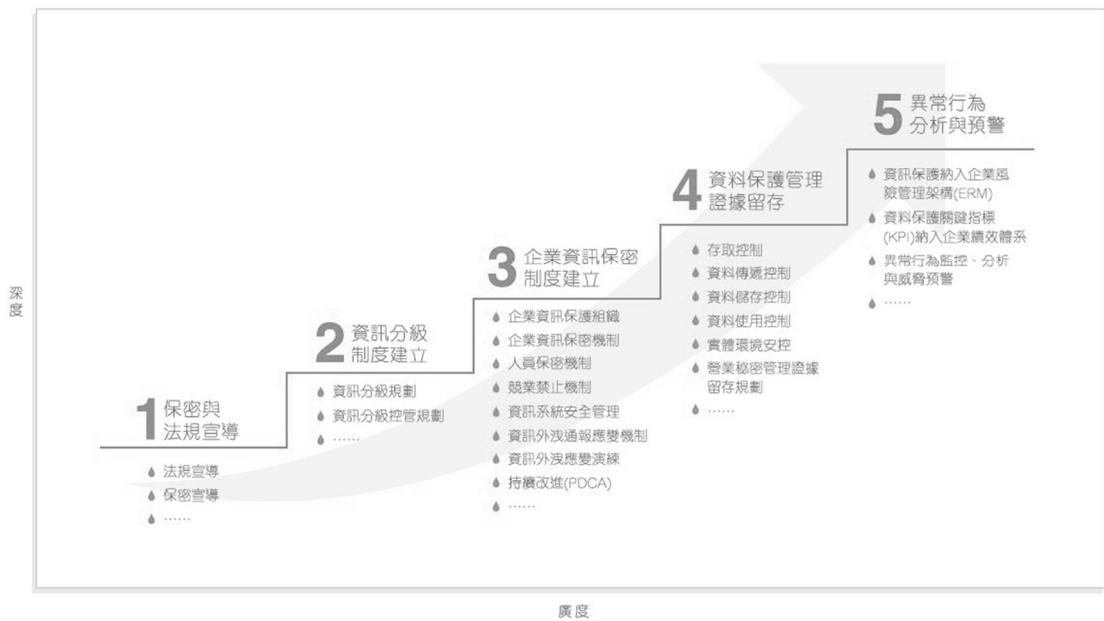 深度
1 保密與
法規宣導
法規宣導
保密宣導
……
2 資訊分級
制度建立
資訊分級規劃
資訊分級控管規劃
……
3 企業資訊保密
制度建立
企業資訊保護組織
企業資訊保密機制
人員保密機制
競業禁止機制
資訊系統安全管理
資訊外洩通報應變機制
資訊外洩應變演練
持續改進(PDCA)
……
4 資料保護管理
證據留存
存取控制
資料傳遞控制
資料儲存控制
資料使用控制
實體環境安控
營業秘密管理證據
留存規劃
……
5 異常行為
分析與預警
資訊保護納入企業風
險管理架構(ERM)
資料保護關鍵指標
(KPI)納入企業績效體系
異常行為監控、分析
與威脅預警
……
廣度